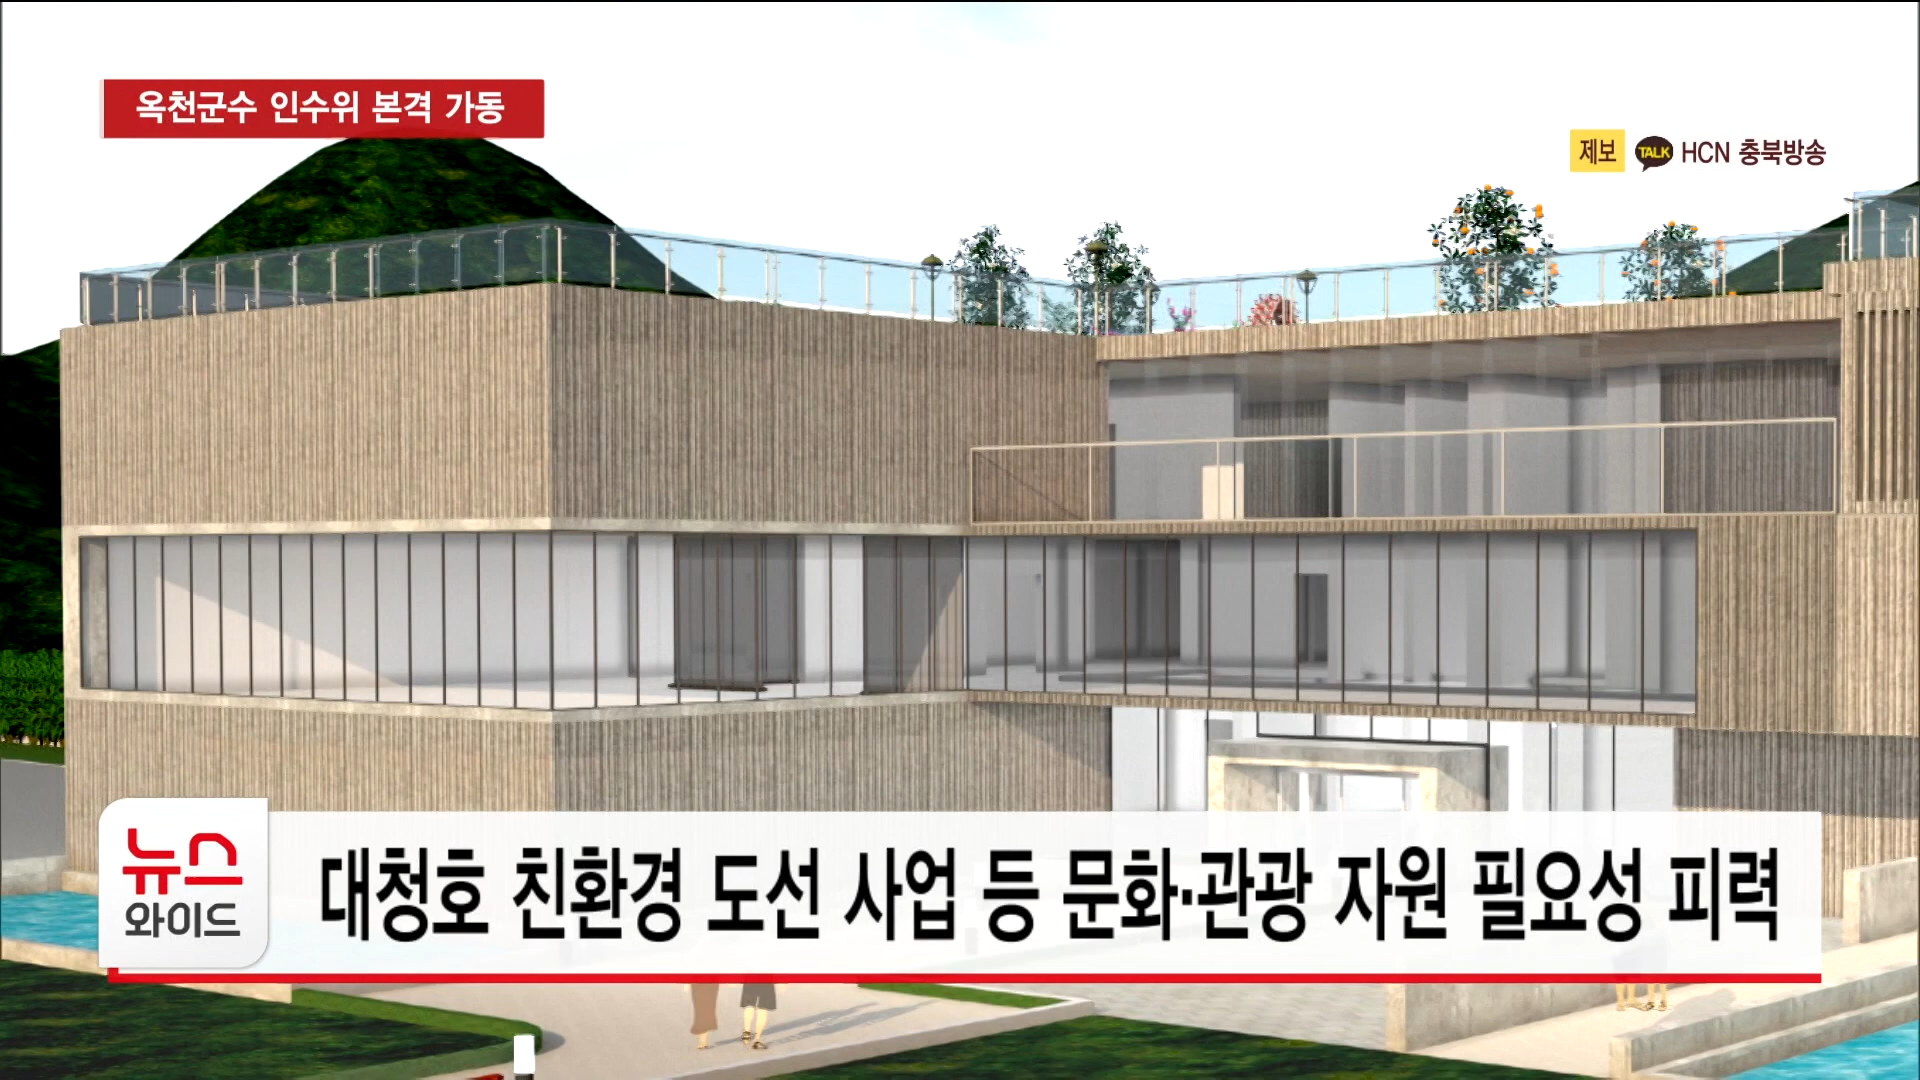 옥천군수 인수위 본격 가동
제보 TALK HCN 충북방송
뉴스
와이드
대청호 친환경 도선 사업 등 문화·관광 자원 필요성 피력